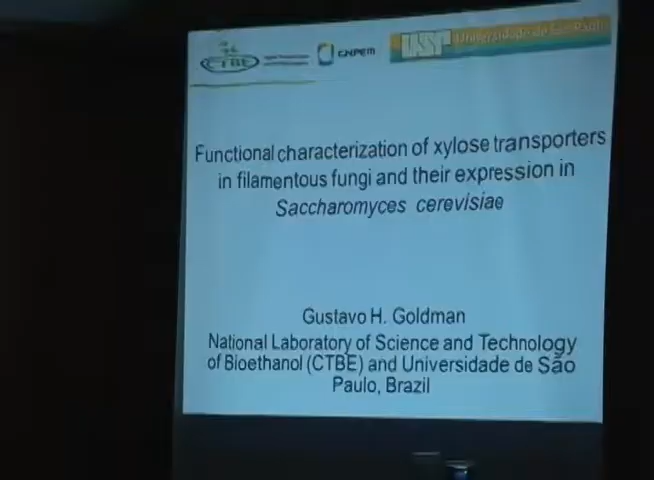 CTBE CNPEM USP Universidade de São Paulo
Functional characterization of xylose transporters
in filamentous fungi and their expression in
Saccharomyces cerevisiae
Gustavo H. Goldman
National Laboratory of Science and Technology
of Bioethanol (CTBE) and Universidade de São
Paulo, Brazil